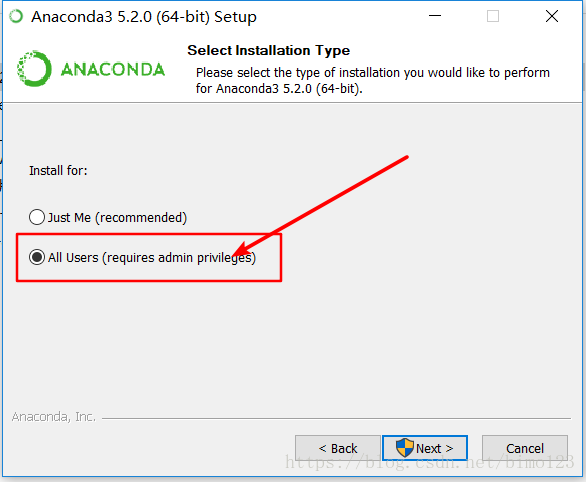 Anaconda3 5.2.0 (64-bit) Setup
Select Installation Type
ANACONDA
Please select the type of installation you would like to perform
for Anaconda3 5.2.0 (64-bit).
Install for:
Just Me (recommended)
All Users (requires admin privileges)
Anaconda, Inc.
< Back
Next >
Cancel
https://blog.csdn.net/bimo123